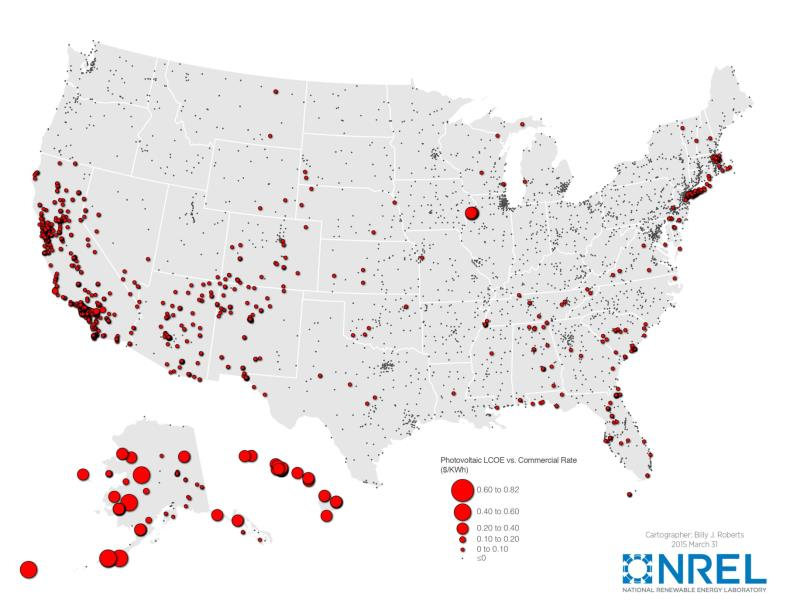 Photovoltaic LCOE vs. Commercial Rate
($/KWh)
0.60 to 0.82
0.40 to 0.60
0.20 to 0.40
0.10 to 0.20
0 to 0.10
≤0
Cartographer: Billy J. Roberts
2015 March 31
NREL
NATIONAL RENEWABLE ENERGY LABORATORY